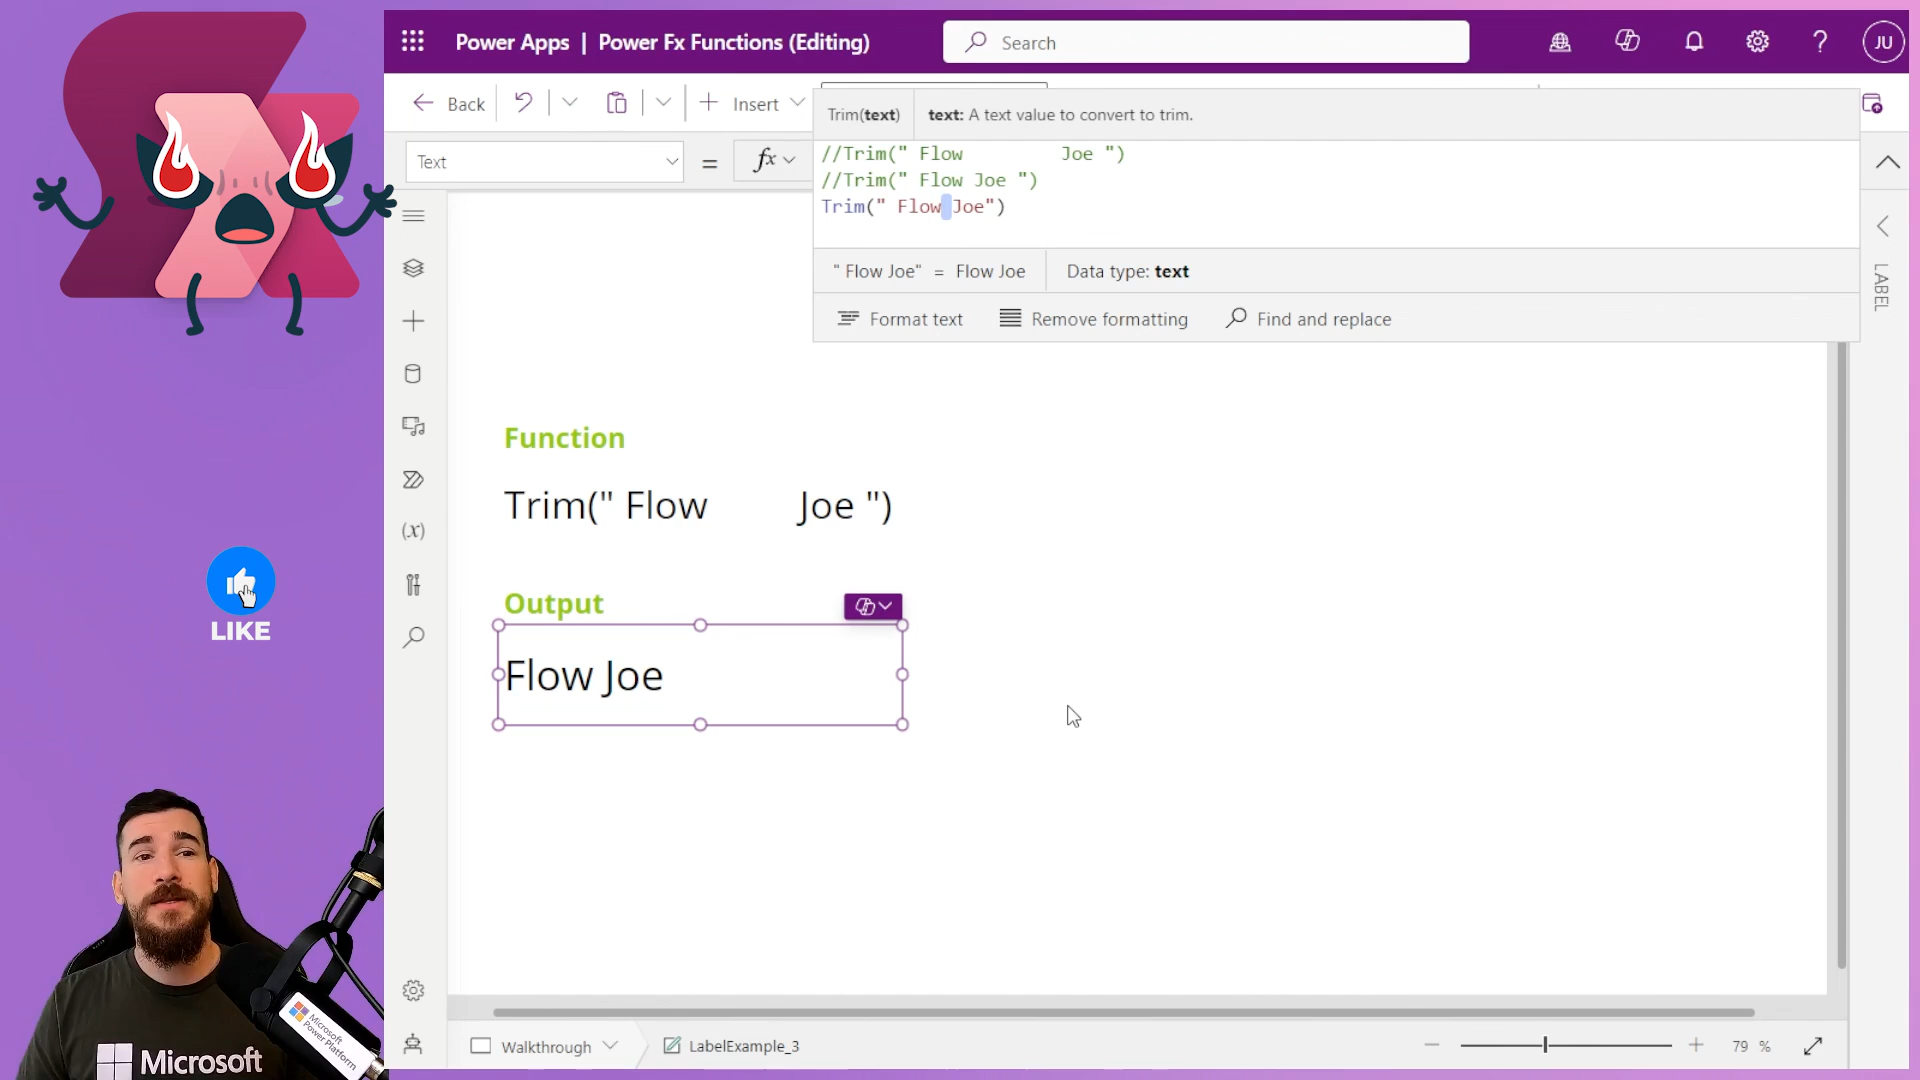 Power Apps | Power Fx Functions (Editing)
Search
JU
Back
Insert
Trim(text)
text: A text value to convert to trim.
Text
=
fx
//Trim(" Flow         Joe ")
//Trim(" Flow Joe ")
Trim(" Flow Joe")
" Flow Joe" = Flow Joe
Data type: text
Format text
Remove formatting
Find and replace
LABEL
Function
Trim(" Flow         Joe ")
(x)
LIKE
Output
Flow Joe
Microsoft
Power Platform
Microsoft
Walkthrough
LabelExample_3
79 %